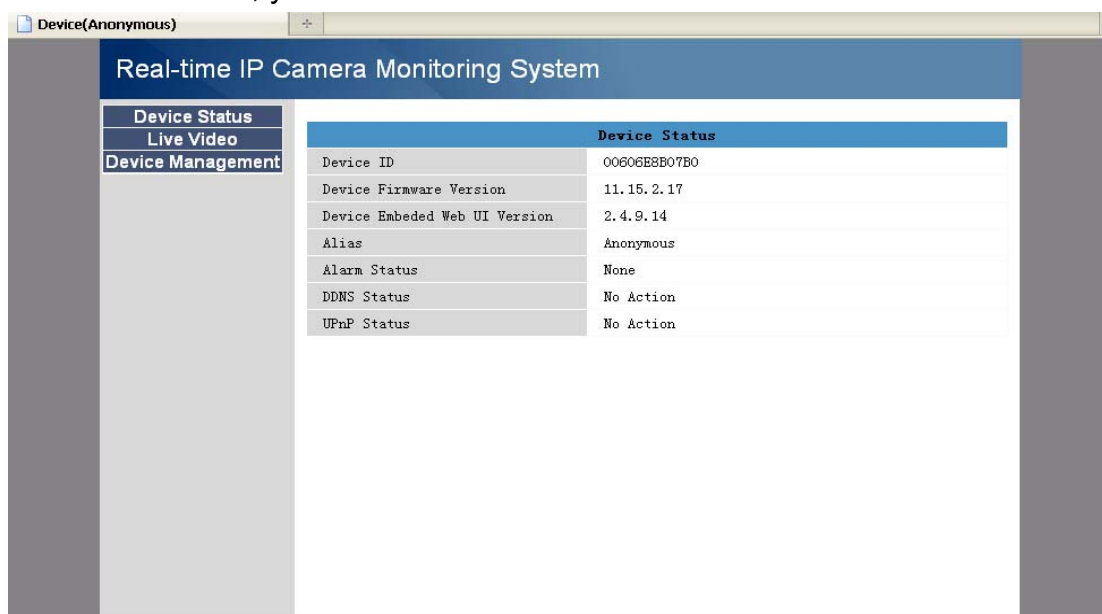 Device(Anonymous)
Real-time IP Camera Monitoring System
Device Status
Live Video
Device Management
Device Status
Device ID 00606E8B07B0
Device Firmware Version 11.15.2.17
Device Embeded Web UI Version 2.4.9.14
Alias Anonymous
Alarm Status None
DDNS Status No Action
UPnP Status No Action